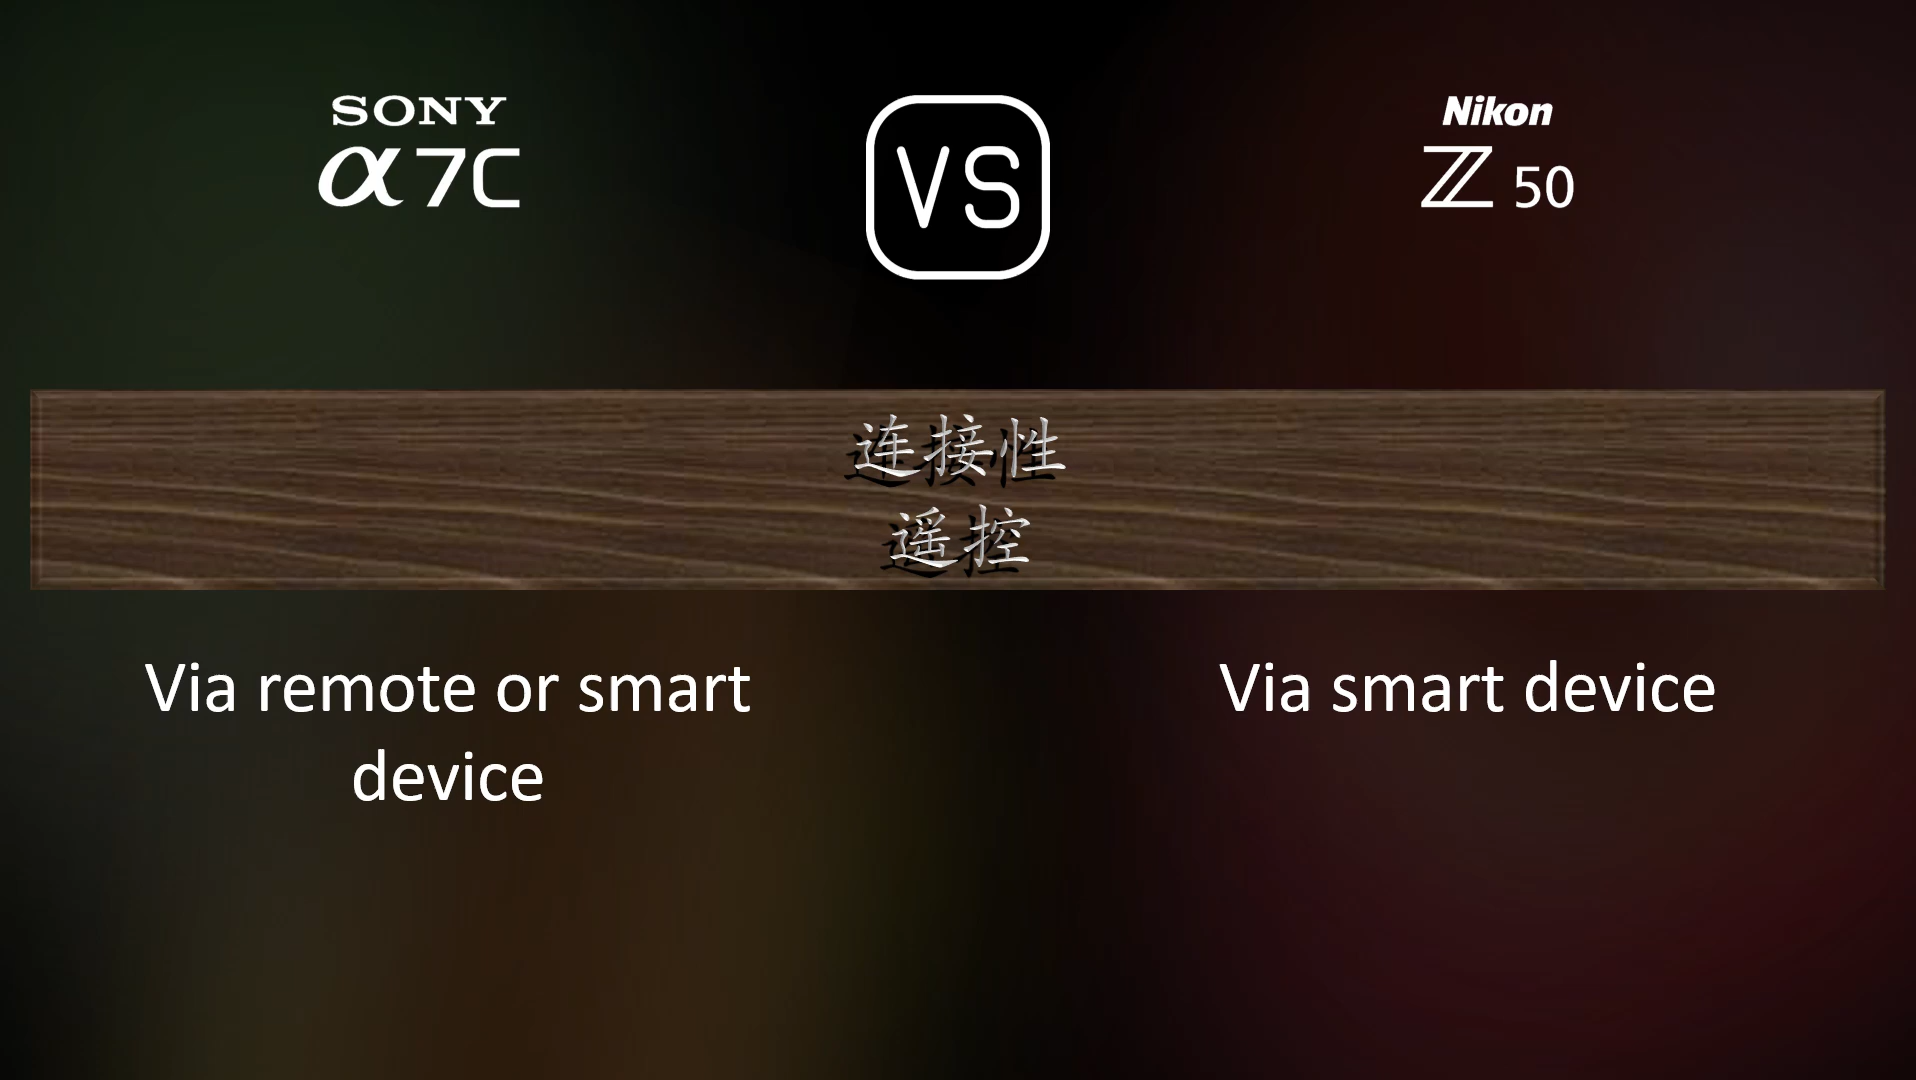 SONY
α7C
VS
Nikon
Z 50
连接性
遥控
Via remote or smart
device
Via smart device